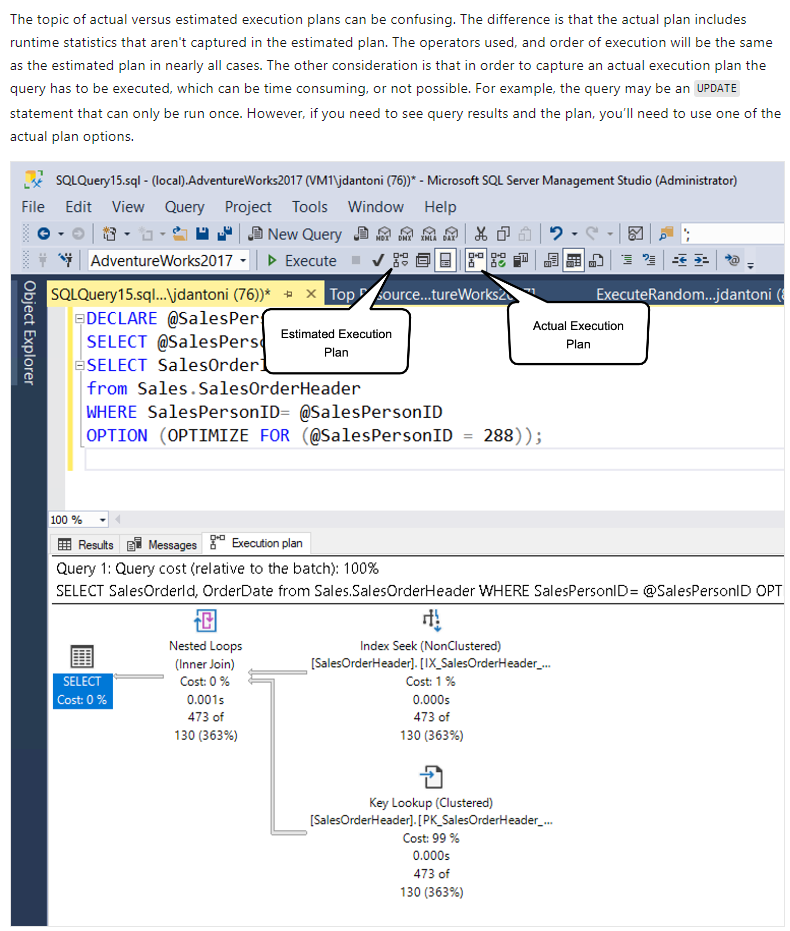 The topic of actual versus estimated execution plans can be confusing. The difference is that the actual plan includes
runtime statistics that aren't captured in the estimated plan. The operators used, and order of execution will be the same
as the estimated plan in nearly all cases. The other consideration is that in order to capture an actual execution plan the
query has to be executed, which can be time consuming, or not possible. For example, the query may be an UPDATE
statement that can only be run once. However, if you need to see query results and the plan, you'll need to use one of the
actual plan options.
SQLQuery15.sql - (local).AdventureWorks2017 (VM1\jdantoni (76))* - Microsoft SQL Server Management Studio (Administrator)
File Edit View Query Project Tools Window Help
New Query MDX DMX XMLA DAX ;
AdventureWorks2017 Execute
Object Explorer
SQLQuery15.sql...\jdantoni (76))* Top source...tureWorks2 ExecuteRandom...jdantoni (
DECLARE @SalesPer
SELECT @SalesPers
SELECT SalesOrder
from Sales.SalesOrderHeader
WHERE SalesPersonID= @SalesPersonID
OPTION (OPTIMIZE FOR (@SalesPersonID = 288));
Estimated Execution
Plan
Actual Execution
Plan
100 %
Results Messages Execution plan
Query 1: Query cost (relative to the batch): 100%
SELECT SalesOrderId, OrderDate from Sales.SalesOrderHeader WHERE SalesPersonID= @SalesPersonID OPT
SELECT
Cost: 0 %
Nested Loops
(Inner Join)
Cost: 0 %
0.001s
473 of
130 (363%)
Index Seek (NonClustered)
[SalesOrderHeader].[IX_SalesOrderHeader_...
Cost: 1 %
0.000s
473 of
130 (363%)
Key Lookup (Clustered)
[SalesOrderHeader].[PK_SalesOrderHeader_...
Cost: 99 %
0.000s
473 of
130 (363%)